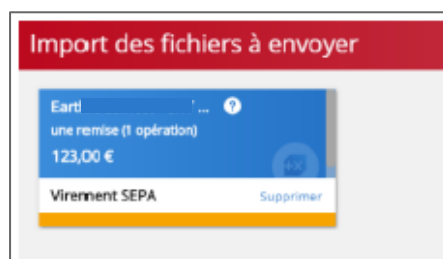 Import des fichiers à envoyer
Eartl ... ?
une remise (1 opération)
123,00 €
Virement SEPA
Supprimer